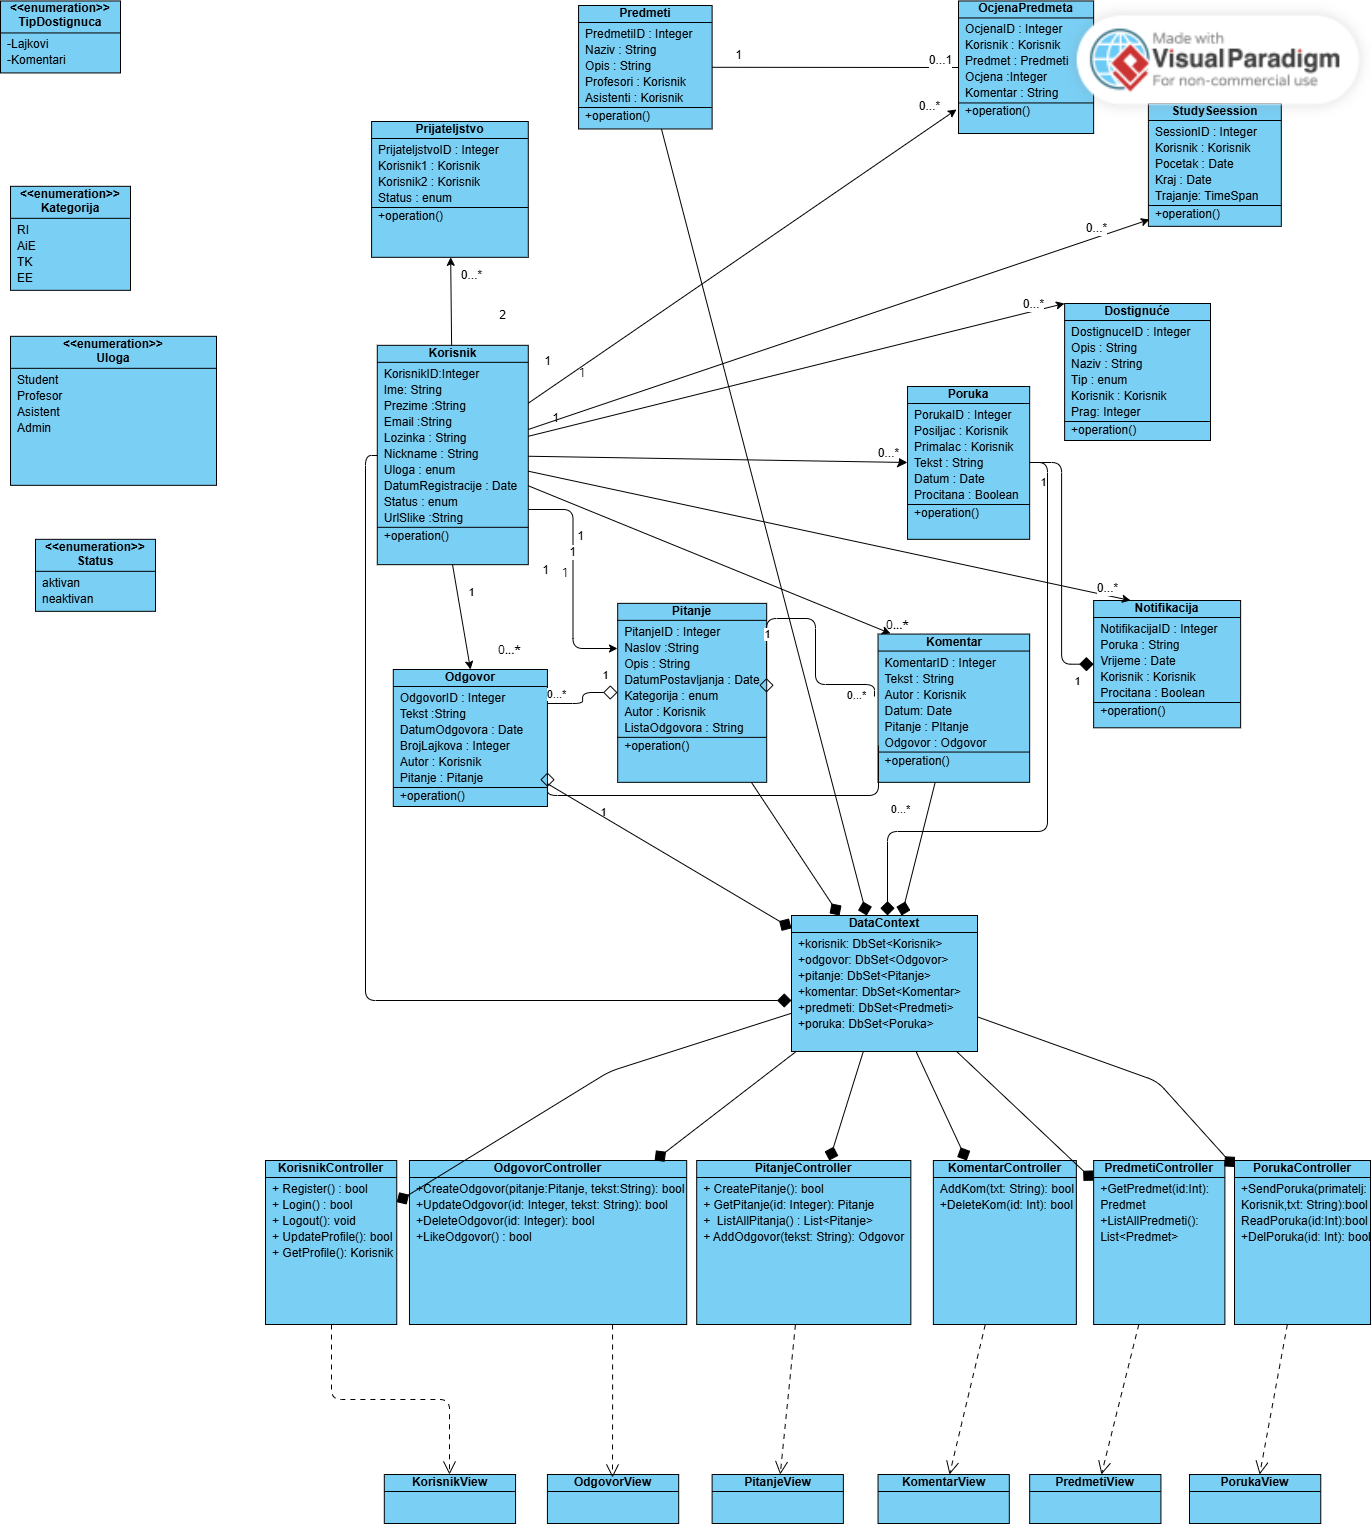 <<enumeration>>
TipDostignuca
-Lajkovi
-Komentari
Predmeti
PredmetiID : Integer
Naziv : String
Opis : String
Profesori : Korisnik
Asistenti : Korisnik
+operation()
1
0...1
OcjenaPredmeta
OcjenaID : Integer
Korisnik : Korisnik
Predmet : Predmeti
Ocjena :Integer
Komentar : String
+operation()
0...*
Made with
VisualParadigm
For non-commercial use
StudySeession
SessionID : Integer
Korisnik : Korisnik
Pocetak : Date
Kraj : Date
Trajanje: TimeSpan
+operation()
0...*
Prijateljstvo
PrijateljstvoID : Integer
Korisnik1 : Korisnik
Korisnik2 : Korisnik
Status : enum
+operation()
0...*
2
<<enumeration>>
Kategorija
RI
AiE
TK
EE
<<enumeration>>
Uloga
Student
Profesor
Asistent
Admin
<<enumeration>>
Status
aktivan
neaktivan
Korisnik
KorisnikID:Integer
Ime: String
Prezime :String
Email :String
Lozinka : String
Nickname : String
Uloga : enum
DatumRegistracije : Date
Status : enum
UrlSlike :String
+operation()
1
1
1
0...*
Dostignuće
DostignuceID : Integer
Opis : String
Naziv : String
Tip : enum
Korisnik : Korisnik
Prag: Integer
+operation()
0...*
Poruka
PorukaID : Integer
Posiljac : Korisnik
Primalac : Korisnik
Tekst : String
Datum : Date
Procitana : Boolean
+operation()
1
1
1
1
1
1
0...*
0...*
Notifikacija
NotifikacijaID : Integer
Poruka : String
Vrijeme : Date
Korisnik : Korisnik
Procitana : Boolean
+operation()
1
Pitanje
PitanjeID : Integer
Naslov :String
Opis : String
DatumPostavljanja : Date
Kategorija : enum
Autor : Korisnik
ListaOdgovora : String
+operation()
1
0...*
0...*
Komentar
KomentarID : Integer
Tekst : String
Autor : Korisnik
Datum: Date
Pitanje : PItanje
Odgovor : Odgovor
+operation()
Odgovor
OdgovorID : Integer
Tekst :String
DatumOdgovora : Date
BrojLajkova : Integer
Autor : Korisnik
Pitanje : Pitanje
+operation()
0...*
1
1
0...*
DataContext
+korisnik: DbSet<Korisnik>
+odgovor: DbSet<Odgovor>
+pitanje: DbSet<Pitanje>
+komentar: DbSet<Komentar>
+predmeti: DbSet<Predmeti>
+poruka: DbSet<Poruka>
KorisnikController
+ Register() : bool
+ Login() : bool
+ Logout(): void
+ UpdateProfile(): bool
+ GetProfile(): Korisnik
OdgovorController
+CreateOdgovor(pitanje:Pitanje, tekst:String): bool
+UpdateOdgovor(id: Integer, tekst: String): bool
+DeleteOdgovor(id: Integer): bool
+LikeOdgovor() : bool
PitanjeController
+ CreatePitanje(): bool
+ GetPitanje(id: Integer): Pitanje
+ ListAllPitanja() : List<Pitanje>
+ AddOdgovor(tekst: String): Odgovor
KomentarController
AddKom(txt: String): bool
+DeleteKom(id: Int): bool
PredmetiController
+GetPredmet(id:Int):
Predmet
+ListAllPredmeti():
List<Predmet>
PorukaController
+SendPoruka(primatelj:
Korisnik,txt: String):bool
ReadPoruka(id:Int):bool
+DelPoruka(id: Int): bool
KorisnikView
OdgovorView
PitanjeView
KomentarView
PredmetiView
PorukaView